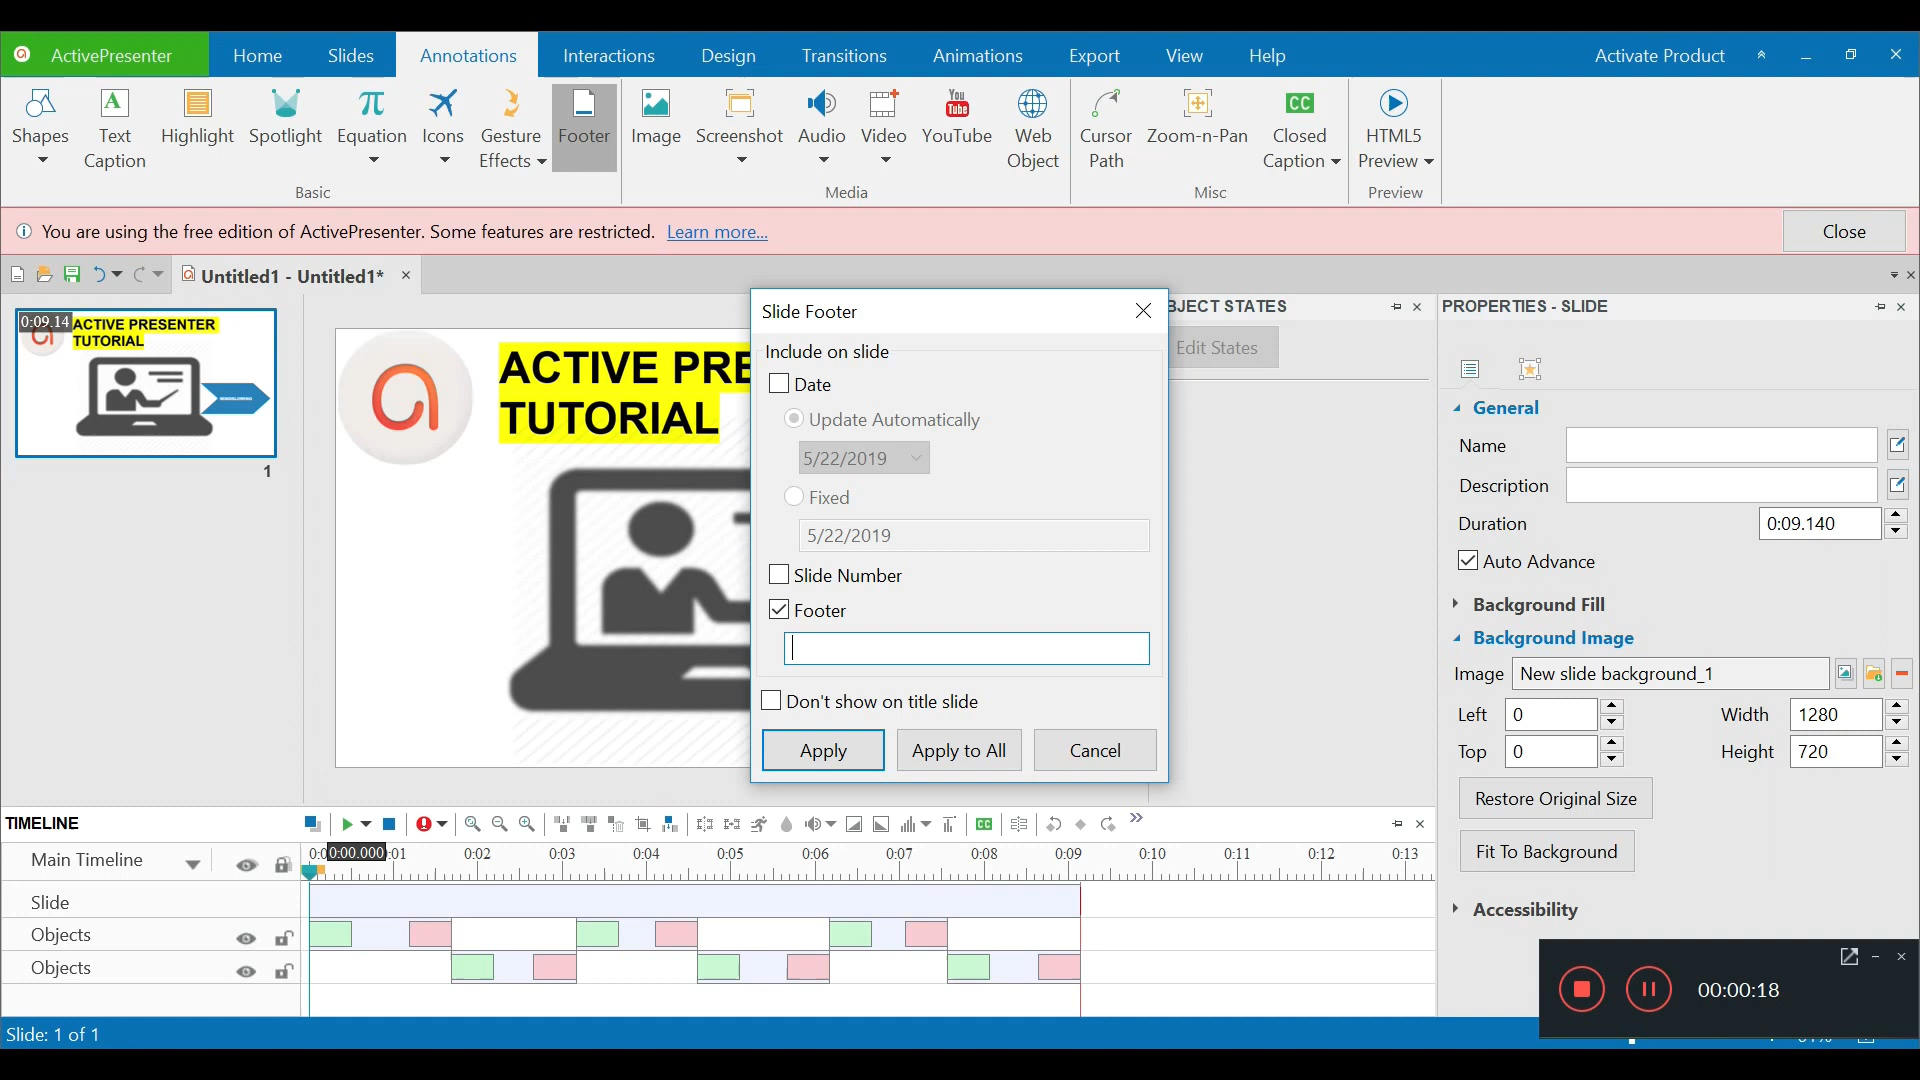 ActivePresenter Home Slides Annotations Interactions Design Transitions Animations Export View Help Activate Product
Shapes Text Caption Highlight Spotlight Equation Icons Gesture Effects Footer Image Screenshot Audio Video YouTube Web Object Cursor Path Zoom-n-Pan Closed Caption HTML5 Preview
Basic Media Misc Preview
You are using the free edition of ActivePresenter. Some features are restricted. Learn more... Close
Untitled1 - Untitled1*
0:09.14 ACTIVE PRESENTER
TUTORIAL
1
ACTIVE PRE
TUTORIAL
Slide Footer
Include on slide
Date
Update Automatically
5/22/2019
Fixed
5/22/2019
Slide Number
Footer
Don't show on title slide
Apply Apply to All Cancel
BJECT STATES
Edit States
PROPERTIES - SLIDE
General
Name
Description
Duration 0:09.140
Auto Advance
Background Fill
Background Image
Image New slide background_1
Left 0 Width 1280
Top 0 Height 720
Restore Original Size
Fit To Background
Accessibility
TIMELINE
Main Timeline 0:00.000 :01 0:02 0:03 0:04 0:05 0:06 0:07 0:08 0:09 0:10 0:11 0:12 0:13
Slide
Objects
Objects
00:00:18
Slide: 1 of 1